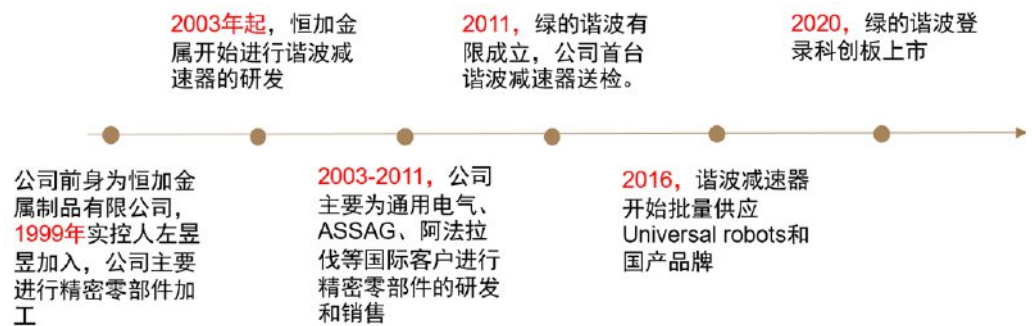 2003年起，恒加金
属开始进行谐波减
速器的研发
2011，绿的谐波有
限成立，公司首台
谐波减速器送检。
2020，绿的谐波登
录科创板上市
公司前身为恒加金
属制品有限公司，
1999年实控人左昱
昱加入，公司主要
进行精密零部件加
工
2003-2011，公司
主要为通用电气、
ASSAG、阿法拉
伐等国际客户进行
精密零部件的研发
和销售
2016，谐波减速器
开始批量供应
Universal robots和
国产品牌